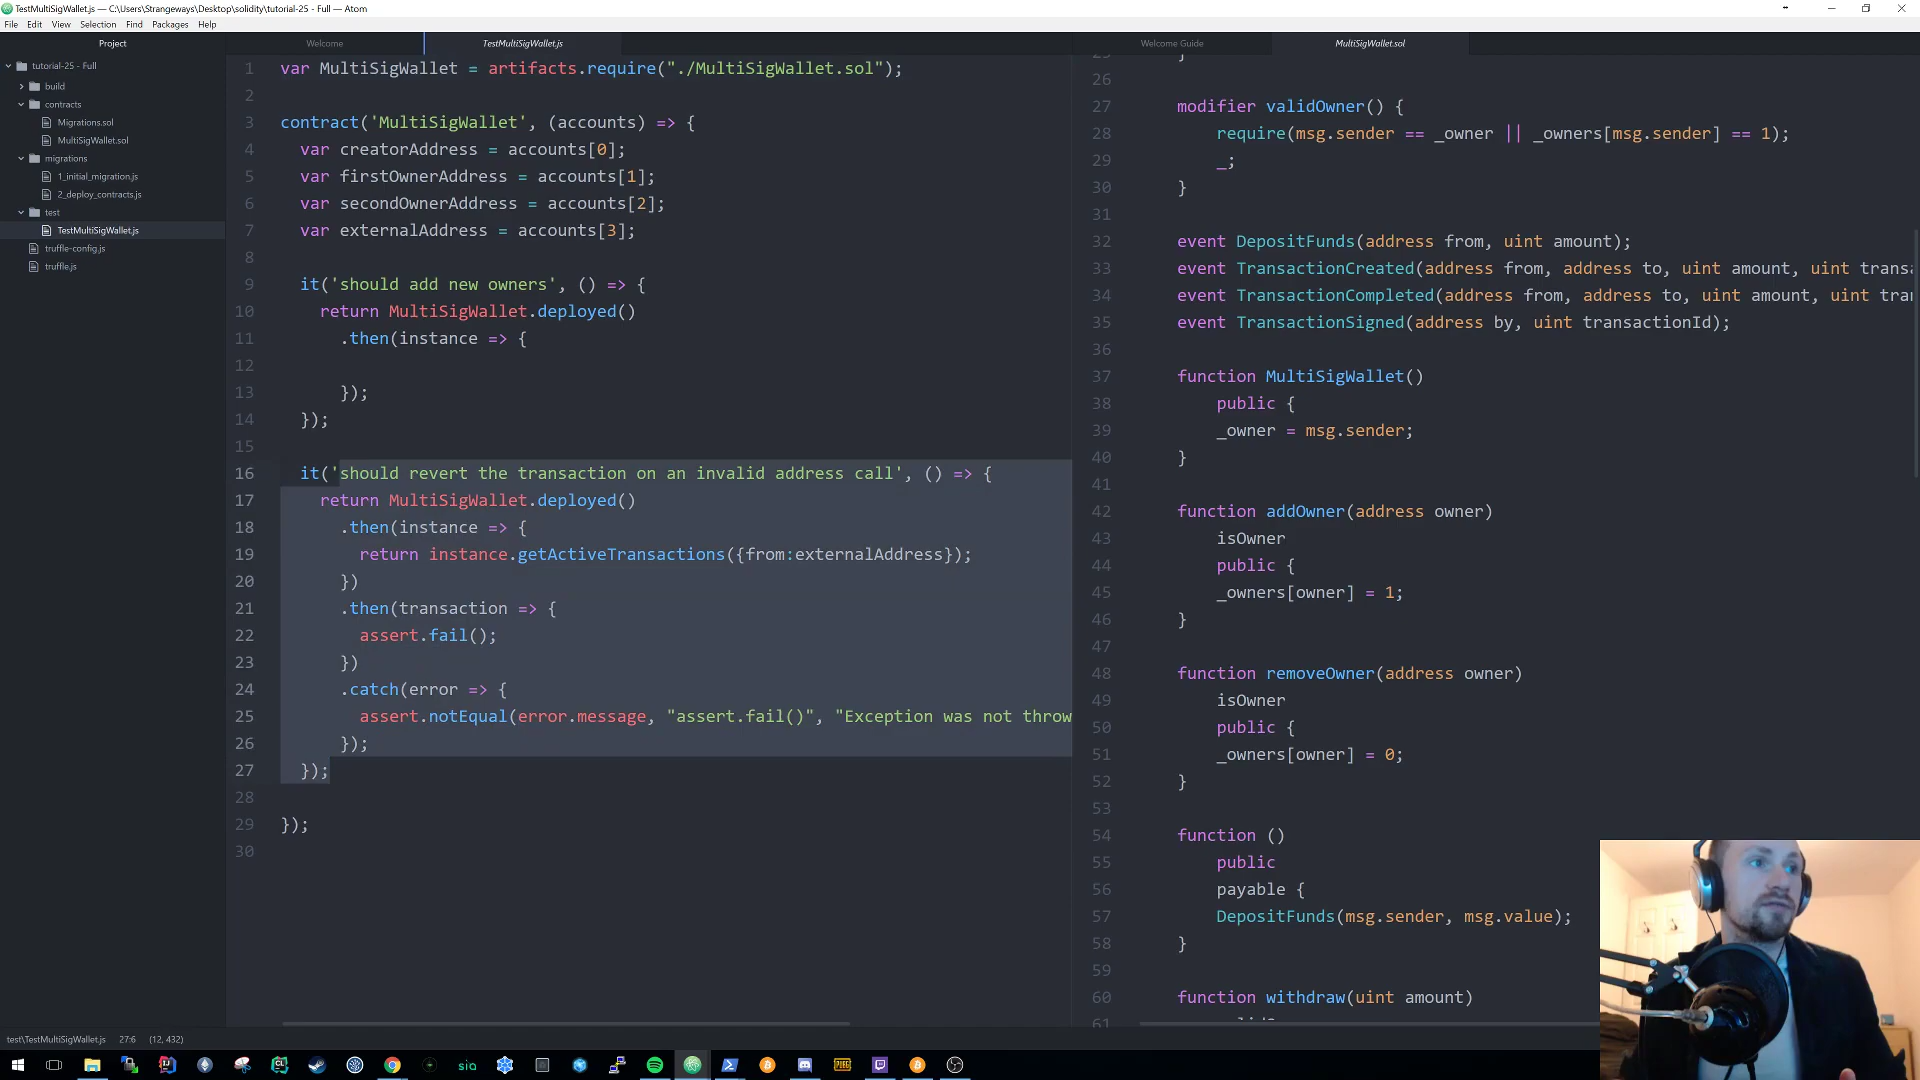 TestMultiSigWallet.js — C:\Users\Strangeways\Desktop\solidity\tutorial-25 - Full — Atom
File Edit View Selection Find Packages Help
Project
tutorial-25 - Full
build
contracts
Migrations.sol
MultiSigWallet.sol
migrations
1_initial_migration.js
2_deploy_contracts.js
test
TestMultiSigWallet.js
truffle-config.js
truffle.js
Welcome TestMultiSigWallet.js
1 var MultiSigWallet = artifacts.require("./MultiSigWallet.sol");
2
3 contract('MultiSigWallet', (accounts) => {
4 var creatorAddress = accounts[0];
5 var firstOwnerAddress = accounts[1];
6 var secondOwnerAddress = accounts[2];
7 var externalAddress = accounts[3];
8
9 it('should add new owners', () => {
10 return MultiSigWallet.deployed()
11 .then(instance => {
12
13 });
14 });
15
16 it('should revert the transaction on an invalid address call', () => {
17 return MultiSigWallet.deployed()
18 .then(instance => {
19 return instance.getActiveTransactions({from:externalAddress});
20 })
21 .then(transaction => {
22 assert.fail();
23 })
24 .catch(error => {
25 assert.notEqual(error.message, "assert.fail()", "Exception was not throw
26 });
27 });
28
29 });
30
Welcome Guide MultiSigWallet.sol
}
26
27 modifier validOwner() {
28 require(msg.sender == _owner || _owners[msg.sender] == 1);
29 _;
30 }
31
32 event DepositFunds(address from, uint amount);
33 event TransactionCreated(address from, address to, uint amount, uint transa
34 event TransactionCompleted(address from, address to, uint amount, uint tra
35 event TransactionSigned(address by, uint transactionId);
36
37 function MultiSigWallet()
38 public {
39 _owner = msg.sender;
40 }
41
42 function addOwner(address owner)
43 isOwner
44 public {
45 _owners[owner] = 1;
46 }
47
48 function removeOwner(address owner)
49 isOwner
50 public {
51 _owners[owner] = 0;
52 }
53
54 function ()
55 public
56 payable {
57 DepositFunds(msg.sender, msg.value);
58 }
59
60 function withdraw(uint amount)
61
test\TestMultiSigWallet.js 27:6 (12, 432)
sia